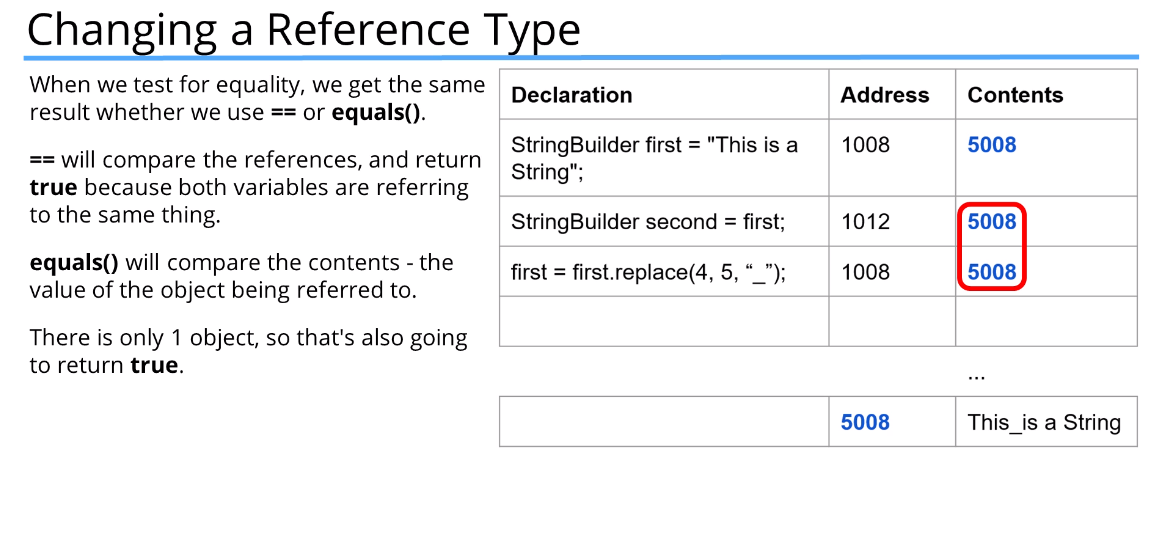 Changing a Reference Type
When we test for equality, we get the same
result whether we use == or equals().
== will compare the references, and return
true because both variables are referring
to the same thing.
equals() will compare the contents - the
value of the object being referred to.
There is only 1 object, so that's also going
to return true.
Declaration Address Contents
StringBuilder first = "This is a 1008 5008
String";
StringBuilder second = first; 1012 5008
first = first.replace(4, 5, “_”); 1008 5008
...
5008 This_is a String